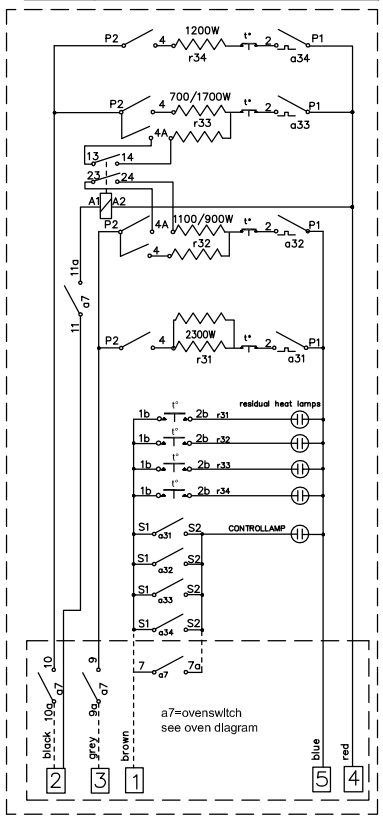 1200W
P2 4 t° 2 P1
r34 a34
700/1700W
P2 4 t° 2 P1
4A r33 a33
13 14
23 24
A1 A2
P2 4A 1100/900W t° 2 P1
4 r32 a32
11a
a7
11
P2 4 2300W t° 2 P1
r31 a31
residual heat lamps
t°
1b 2b r31
t°
1b 2b r32
t°
1b 2b r33
t°
1b 2b r34
S1 S2 CONTROLLAMP
a31
S1 S2
a32
S1 S2
a33
S1 S2
a34
10 9 7 7a
a7 a7 a7
10a 9a
a7=ovenswitch
see oven diagram
black grey brown blue red
2 3 1 5 4